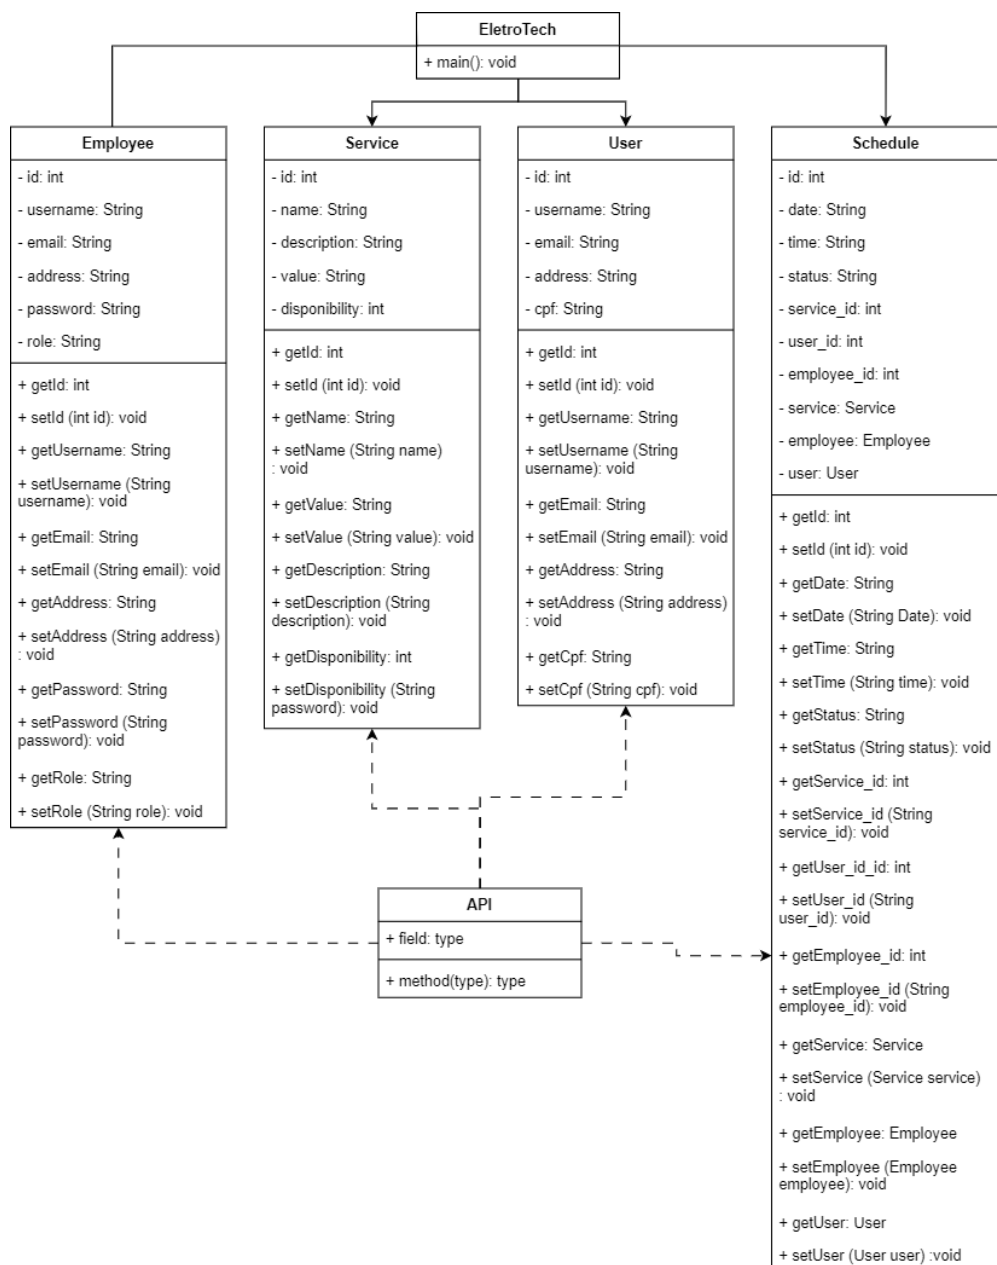 EletroTech
+ main(): void
Employee
- id: int
- username: String
- email: String
- address: String
- password: String
- role: String
+ getId: int
+ setId (int id): void
+ getUsername: String
+ setUsername (String
username): void
+ getEmail: String
+ setEmail (String email): void
+ getAddress: String
+ setAddress (String address)
: void
+ getPassword: String
+ setPassword (String
password): void
+ getRole: String
+ setRole (String role): void
Service
- id: int
- name: String
- description: String
- value: String
- disponibility: int
+ getId: int
+ setId (int id): void
+ getName: String
+ setName (String name)
: void
+ getValue: String
+ setValue (String value): void
+ getDescription: String
+ setDescription (String
description): void
+ getDisponibility: int
+ setDisponibility (String
password): void
User
- id: int
- username: String
- email: String
- address: String
- cpf: String
+ getId: int
+ setId (int id): void
+ getUsername: String
+ setUsername (String
username): void
+ getEmail: String
+ setEmail (String email): void
+ getAddress: String
+ setAddress (String address)
: void
+ getCpf: String
+ setCpf (String cpf): void
Schedule
- id: int
- date: String
- time: String
- status: String
- service_id: int
- user_id: int
- employee_id: int
- service: Service
- employee: Employee
- user: User
+ getId: int
+ setId (int id): void
+ getDate: String
+ setDate (String Date): void
+ getTime: String
+ setTime (String time): void
+ getStatus: String
+ setStatus (String status): void
+ getService_id: int
+ setService_id (String
service_id): void
+ getUser_id_id: int
+ setUser_id (String
user_id): void
+ getEmployee_id: int
+ setEmployee_id (String
employee_id): void
+ getService: Service
+ setService (Service service)
: void
+ getEmployee: Employee
+ setEmployee (Employee
employee): void
+ getUser: User
+ setUser (User user) :void
API
+ field: type
+ method(type): type